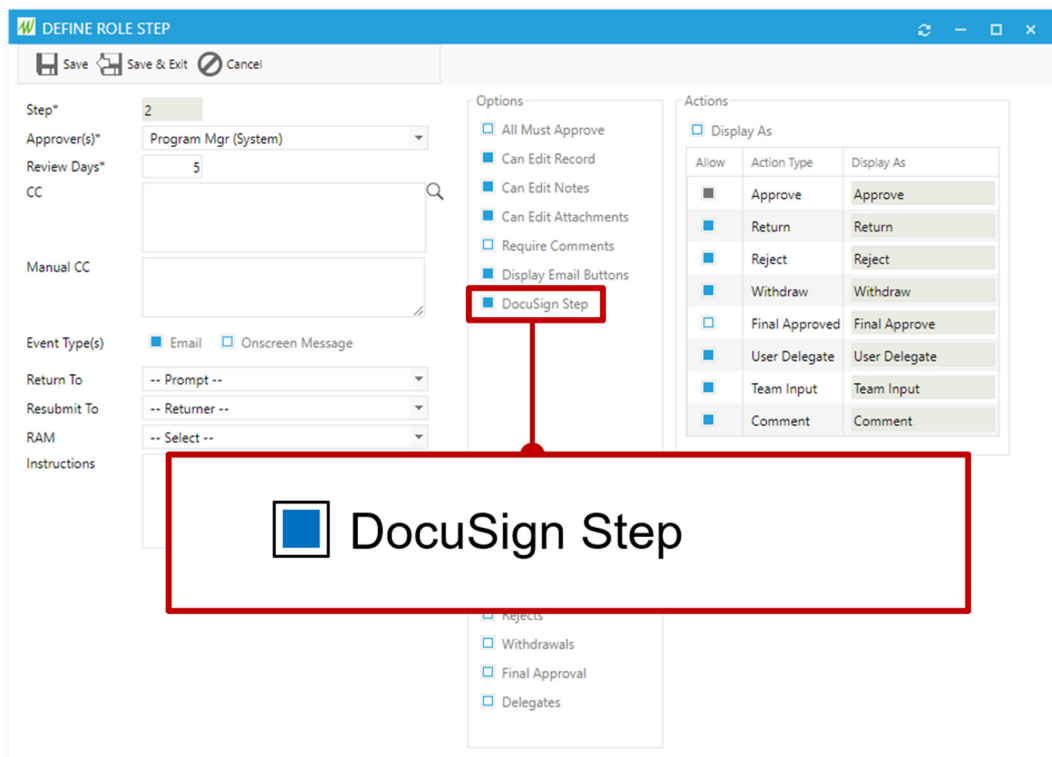 DEFINE ROLE STEP
Save Save & Exit Cancel
Step* 2
Approver(s)* Program Mgr (System)
Review Days* 5
CC
Manual CC
Event Type(s) Email Onscreen Message
Return To -- Prompt --
Resubmit To -- Returner --
RAM -- Select --
Instructions
Options
All Must Approve
Can Edit Record
Can Edit Notes
Can Edit Attachments
Require Comments
Display Email Buttons
DocuSign Step
Actions
Display As
Allow Action Type Display As
Approve Approve
Return Return
Reject Reject
Withdraw Withdraw
Final Approved Final Approve
User Delegate User Delegate
Team Input Team Input
Comment Comment
DocuSign Step
Rejects
Withdrawals
Final Approval
Delegates